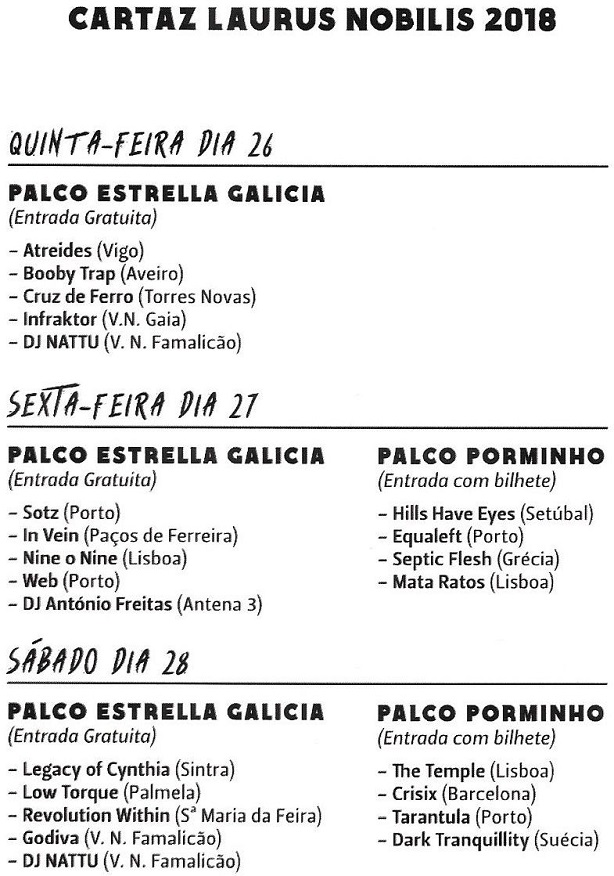 CARTAZ LAURUS NOBILIS 2018
QUINTA-FEIRA DIA 26
PALCO ESTRELLA GALICIA
(Entrada Gratuita)
– Atreides (Vigo)
– Booby Trap (Aveiro)
– Cruz de Ferro (Torres Novas)
– Infraktor (V.N. Gaia)
– DJ NATTU (V. N. Famalicão)
SEXTA-FEIRA DIA 27
PALCO ESTRELLA GALICIA
(Entrada Gratuita)
– Sotz (Porto)
– In Vein (Paços de Ferreira)
– Nine o Nine (Lisboa)
– Web (Porto)
– DJ António Freitas (Antena 3)
PALCO PORMINHO
(Entrada com bilhete)
– Hills Have Eyes (Setúbal)
– Equaleft (Porto)
– Septic Flesh (Grécia)
– Mata Ratos (Lisboa)
SÁBADO DIA 28
PALCO ESTRELLA GALICIA
(Entrada Gratuita)
– Legacy of Cynthia (Sintra)
– Low Torque (Palmela)
– Revolution Within (Sª Maria da Feira)
– Godiva (V. N. Famalicão)
– DJ NATTU (V. N. Famalicão)
PALCO PORMINHO
(Entrada com bilhete)
– The Temple (Lisboa)
– Crisix (Barcelona)
– Tarantula (Porto)
– Dark Tranquillity (Suécia)